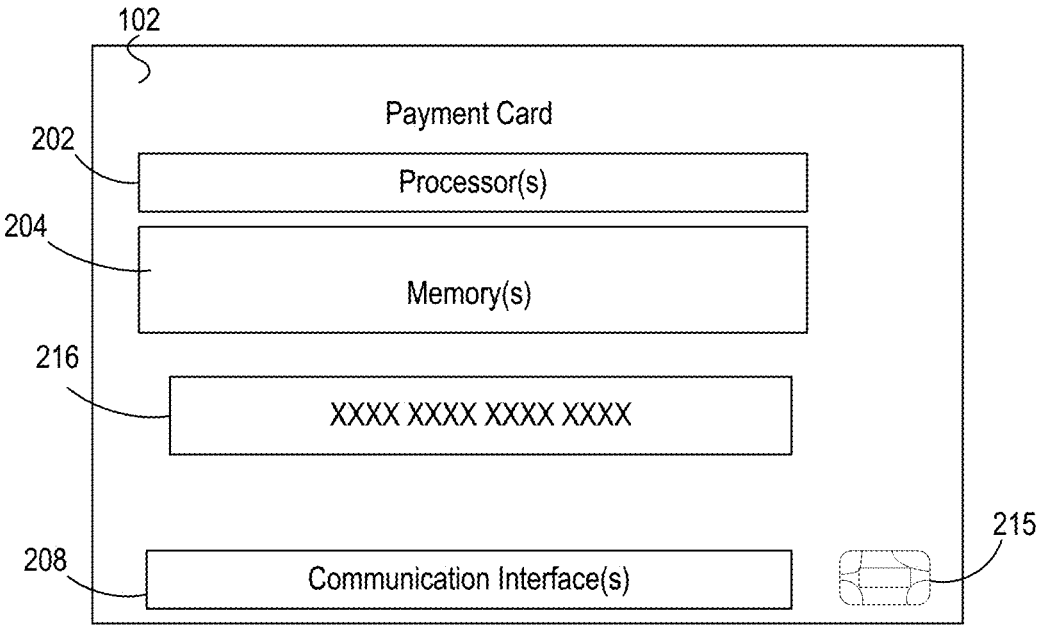 102
Payment Card
202
Processor(s)
204
Memory(s)
216
XXXX XXXX XXXX XXXX
215
208
Communication Interface(s)